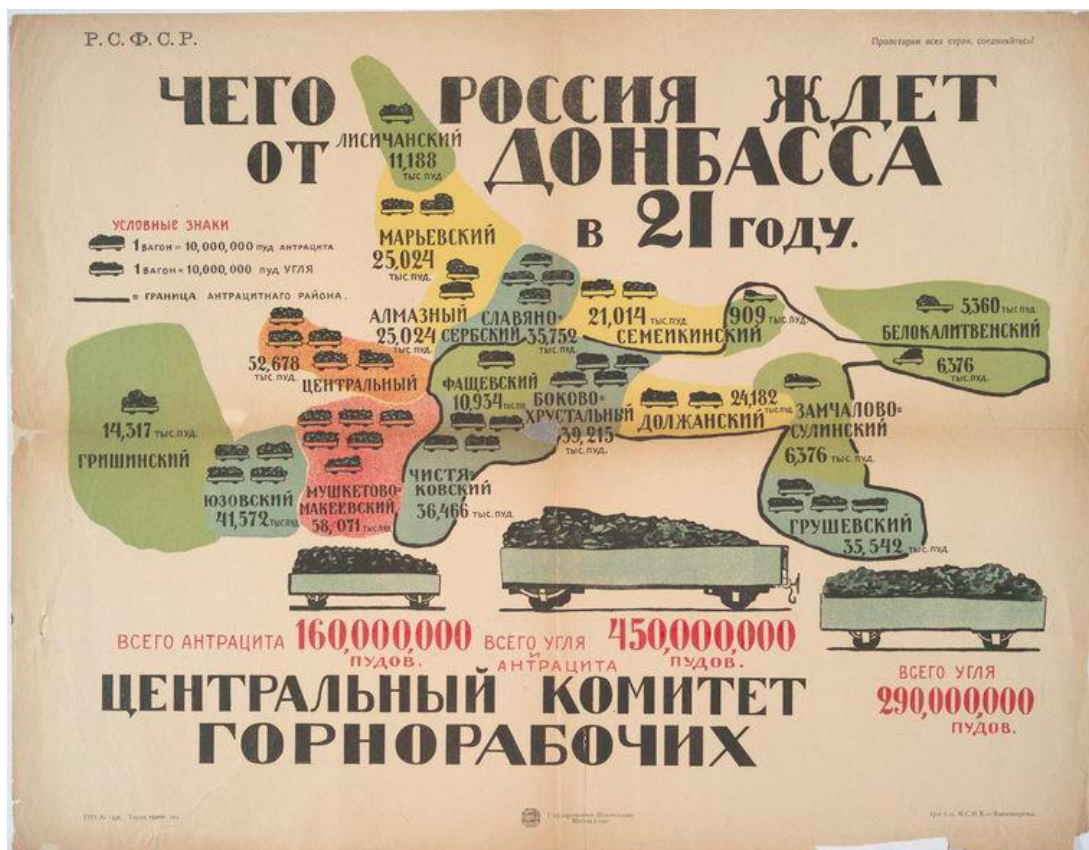 Р.С.Ф.С.Р.
Пролетарии всех стран, соединяйтесь!
ЧЕГО РОССИЯ ЖДЕТ
ОТ ДОНБАССА
В 21 ГОДУ.
УСЛОВНЫЕ ЗНАКИ
1 ВАГОН = 10,000,000 ПУД АНТРАЦИТА
1 ВАГОН = 10,000,000 ПУД УГЛЯ
= ГРАНИЦА АНТРАЦИТНАГО РАЙОНА.
ЛИСИЧАНСКИЙ
11,188
ТЫС. ПУД
МАРЬЕВСКИЙ
25,024
ТЫС. ПУД.
АЛМАЗНЫЙ
25,024
ТЫС. ПУД.
СЛАВЯНО=
СЕРБСКИЙ
35,752
ТЫС. ПУД.
21,014 ТЫС. ПУД.
СЕМЕЙКИНСКИЙ
909 ТЫС. ПУД.
5,360 ТЫС. ПУД
БЕЛОКАЛИТВЕНСКИЙ
6,376
ТЫС. ПУД.
52,678
ТЫС. ПУД.
ЦЕНТРАЛЬНЫЙ
ФАЩЕВСКИЙ
10,934 ТЫС. ПУД
БОКОВО=
ХРУСТАЛЬНЫЙ
39,215
ТЫС. ПУД.
24,182 ТЫС. ПУД.
ДОЛЖАНСКИЙ
ЗАМЧАЛОВО=
СУЛИНСКИЙ
6,376
ТЫС. ПУД.
14,317 ТЫС. ПУД.
ГРИШИНСКИЙ
ЮЗОВСКИЙ
41,572 ТЫС. ПУД.
МУШКЕТОВО=
МАКЕЕВСКИЙ
58,071 ТЫС. ПУД
ЧИСТЯ=
КОВСКИЙ
36,466 ТЫС. ПУД.
ГРУШЕВСКИЙ
35,542 ТЫС. ПУД.
ВСЕГО АНТРАЦИТА 160,000,000
ПУДОВ.
ВСЕГО УГЛЯ
И
АНТРАЦИТА
450,000,000
ПУДОВ.
ВСЕГО УГЛЯ
290,000,000
ПУДОВ.
ЦЕНТРАЛЬНЫЙ КОМИТЕТ
ГОРНОРАБОЧИХ
Государственное Издательство